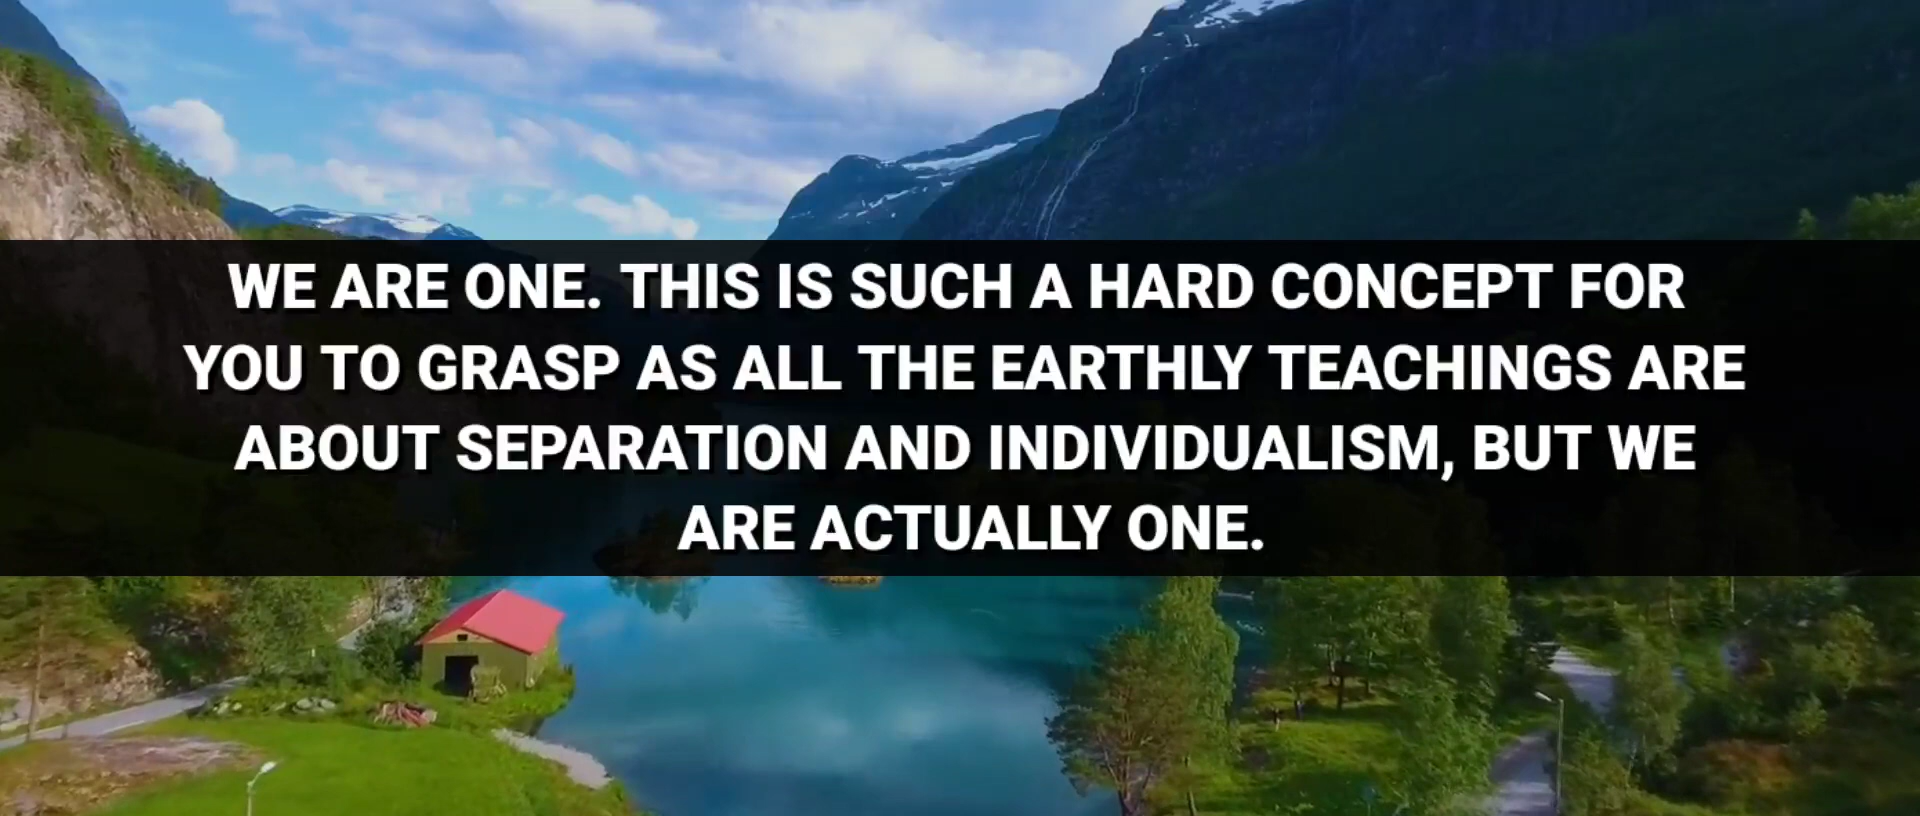 WE ARE ONE. THIS IS SUCH A HARD CONCEPT FOR
YOU TO GRASP AS ALL THE EARTHLY TEACHINGS ARE
ABOUT SEPARATION AND INDIVIDUALISM, BUT WE
ARE ACTUALLY ONE.